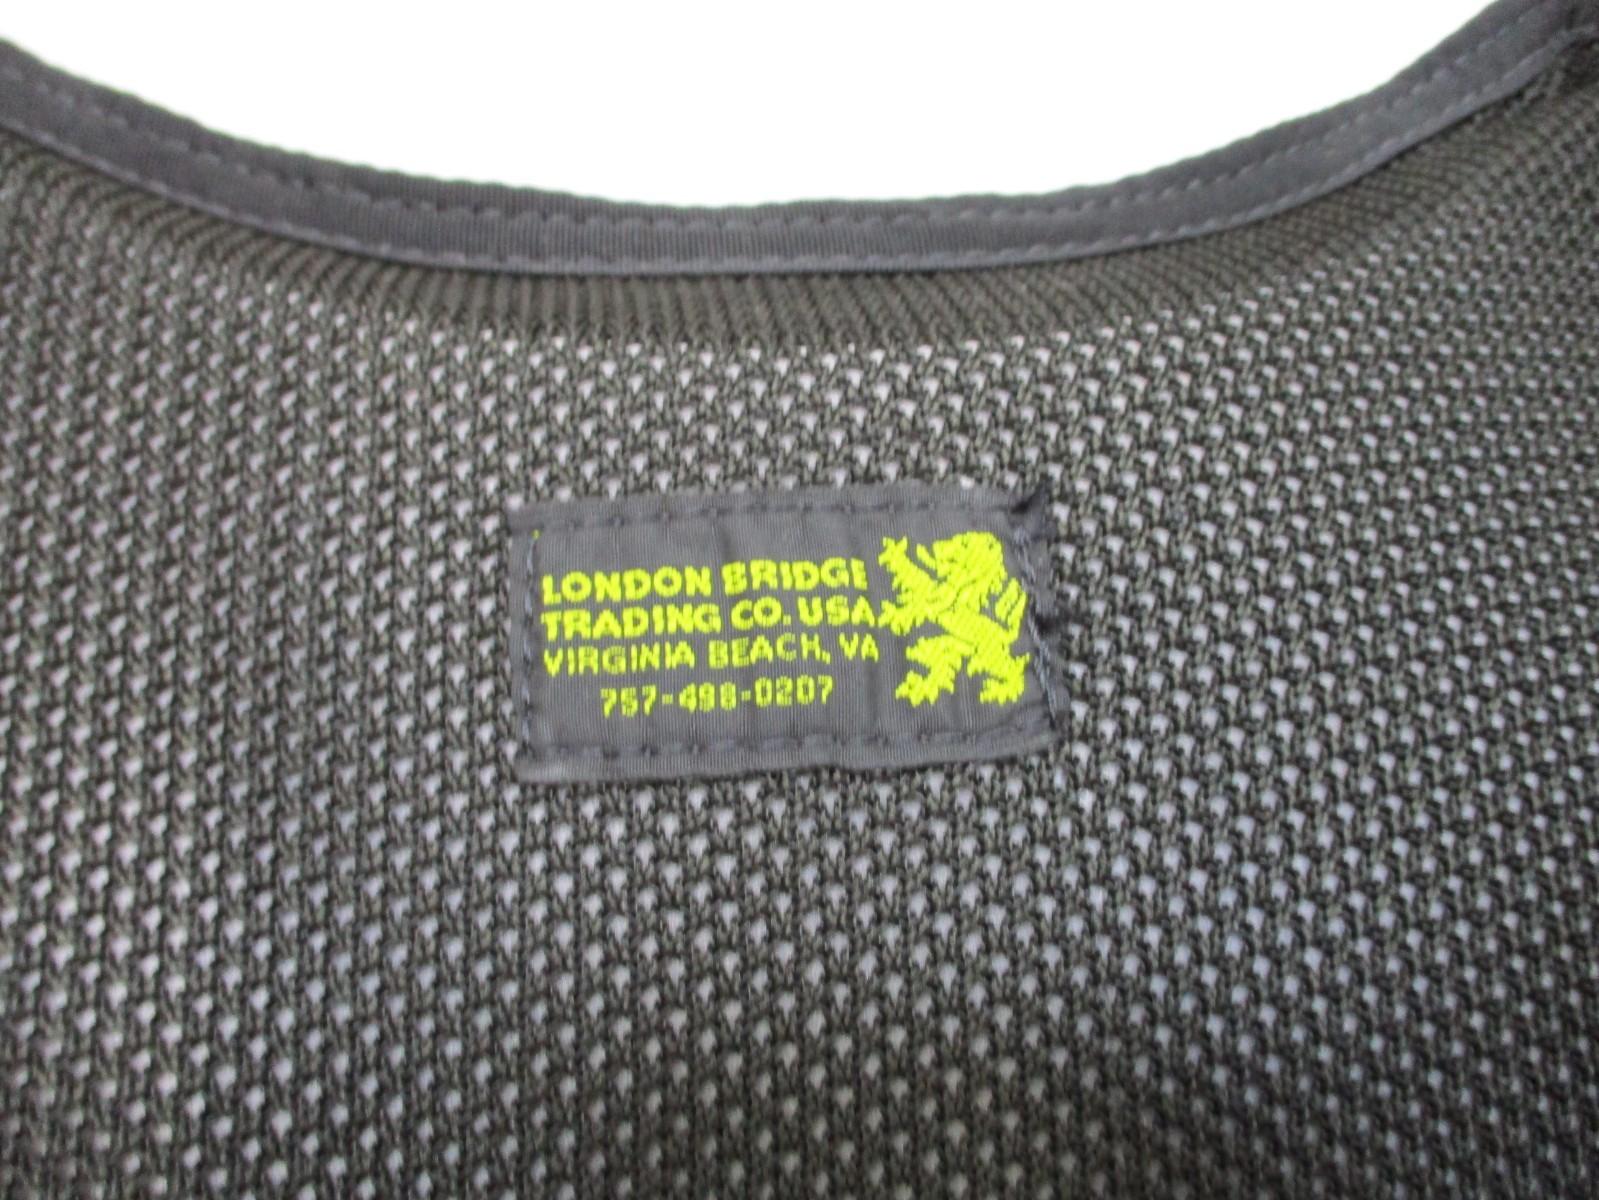 LONDON BRIDGE
TRADING CO. USA
VIRGINIA BEACH, VA
757-498-0207